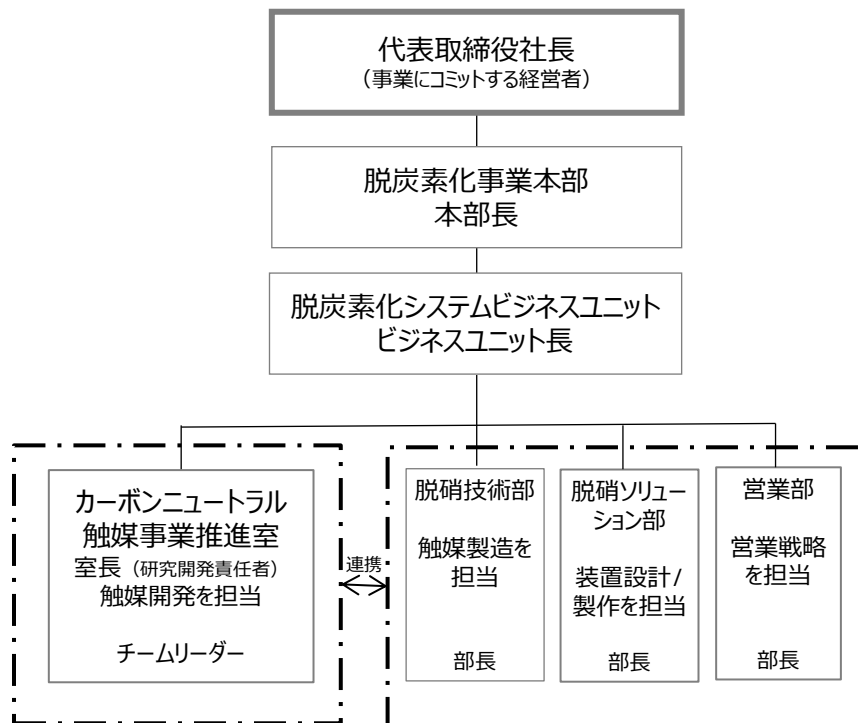 代表取締役社長
（事業にコミットする経営者）
脱炭素化事業本部
本部長
脱炭素化システムビジネスユニット
ビジネスユニット長
カーボンニュートラル
触媒事業推進室
室長（研究開発責任者）
触媒開発を担当
チームリーダー
連携
脱硝技術部
触媒製造を
担当
部長
脱硝ソリュー
ション部
装置設計/
製作を担当
部長
営業部
営業戦略
を担当
部長